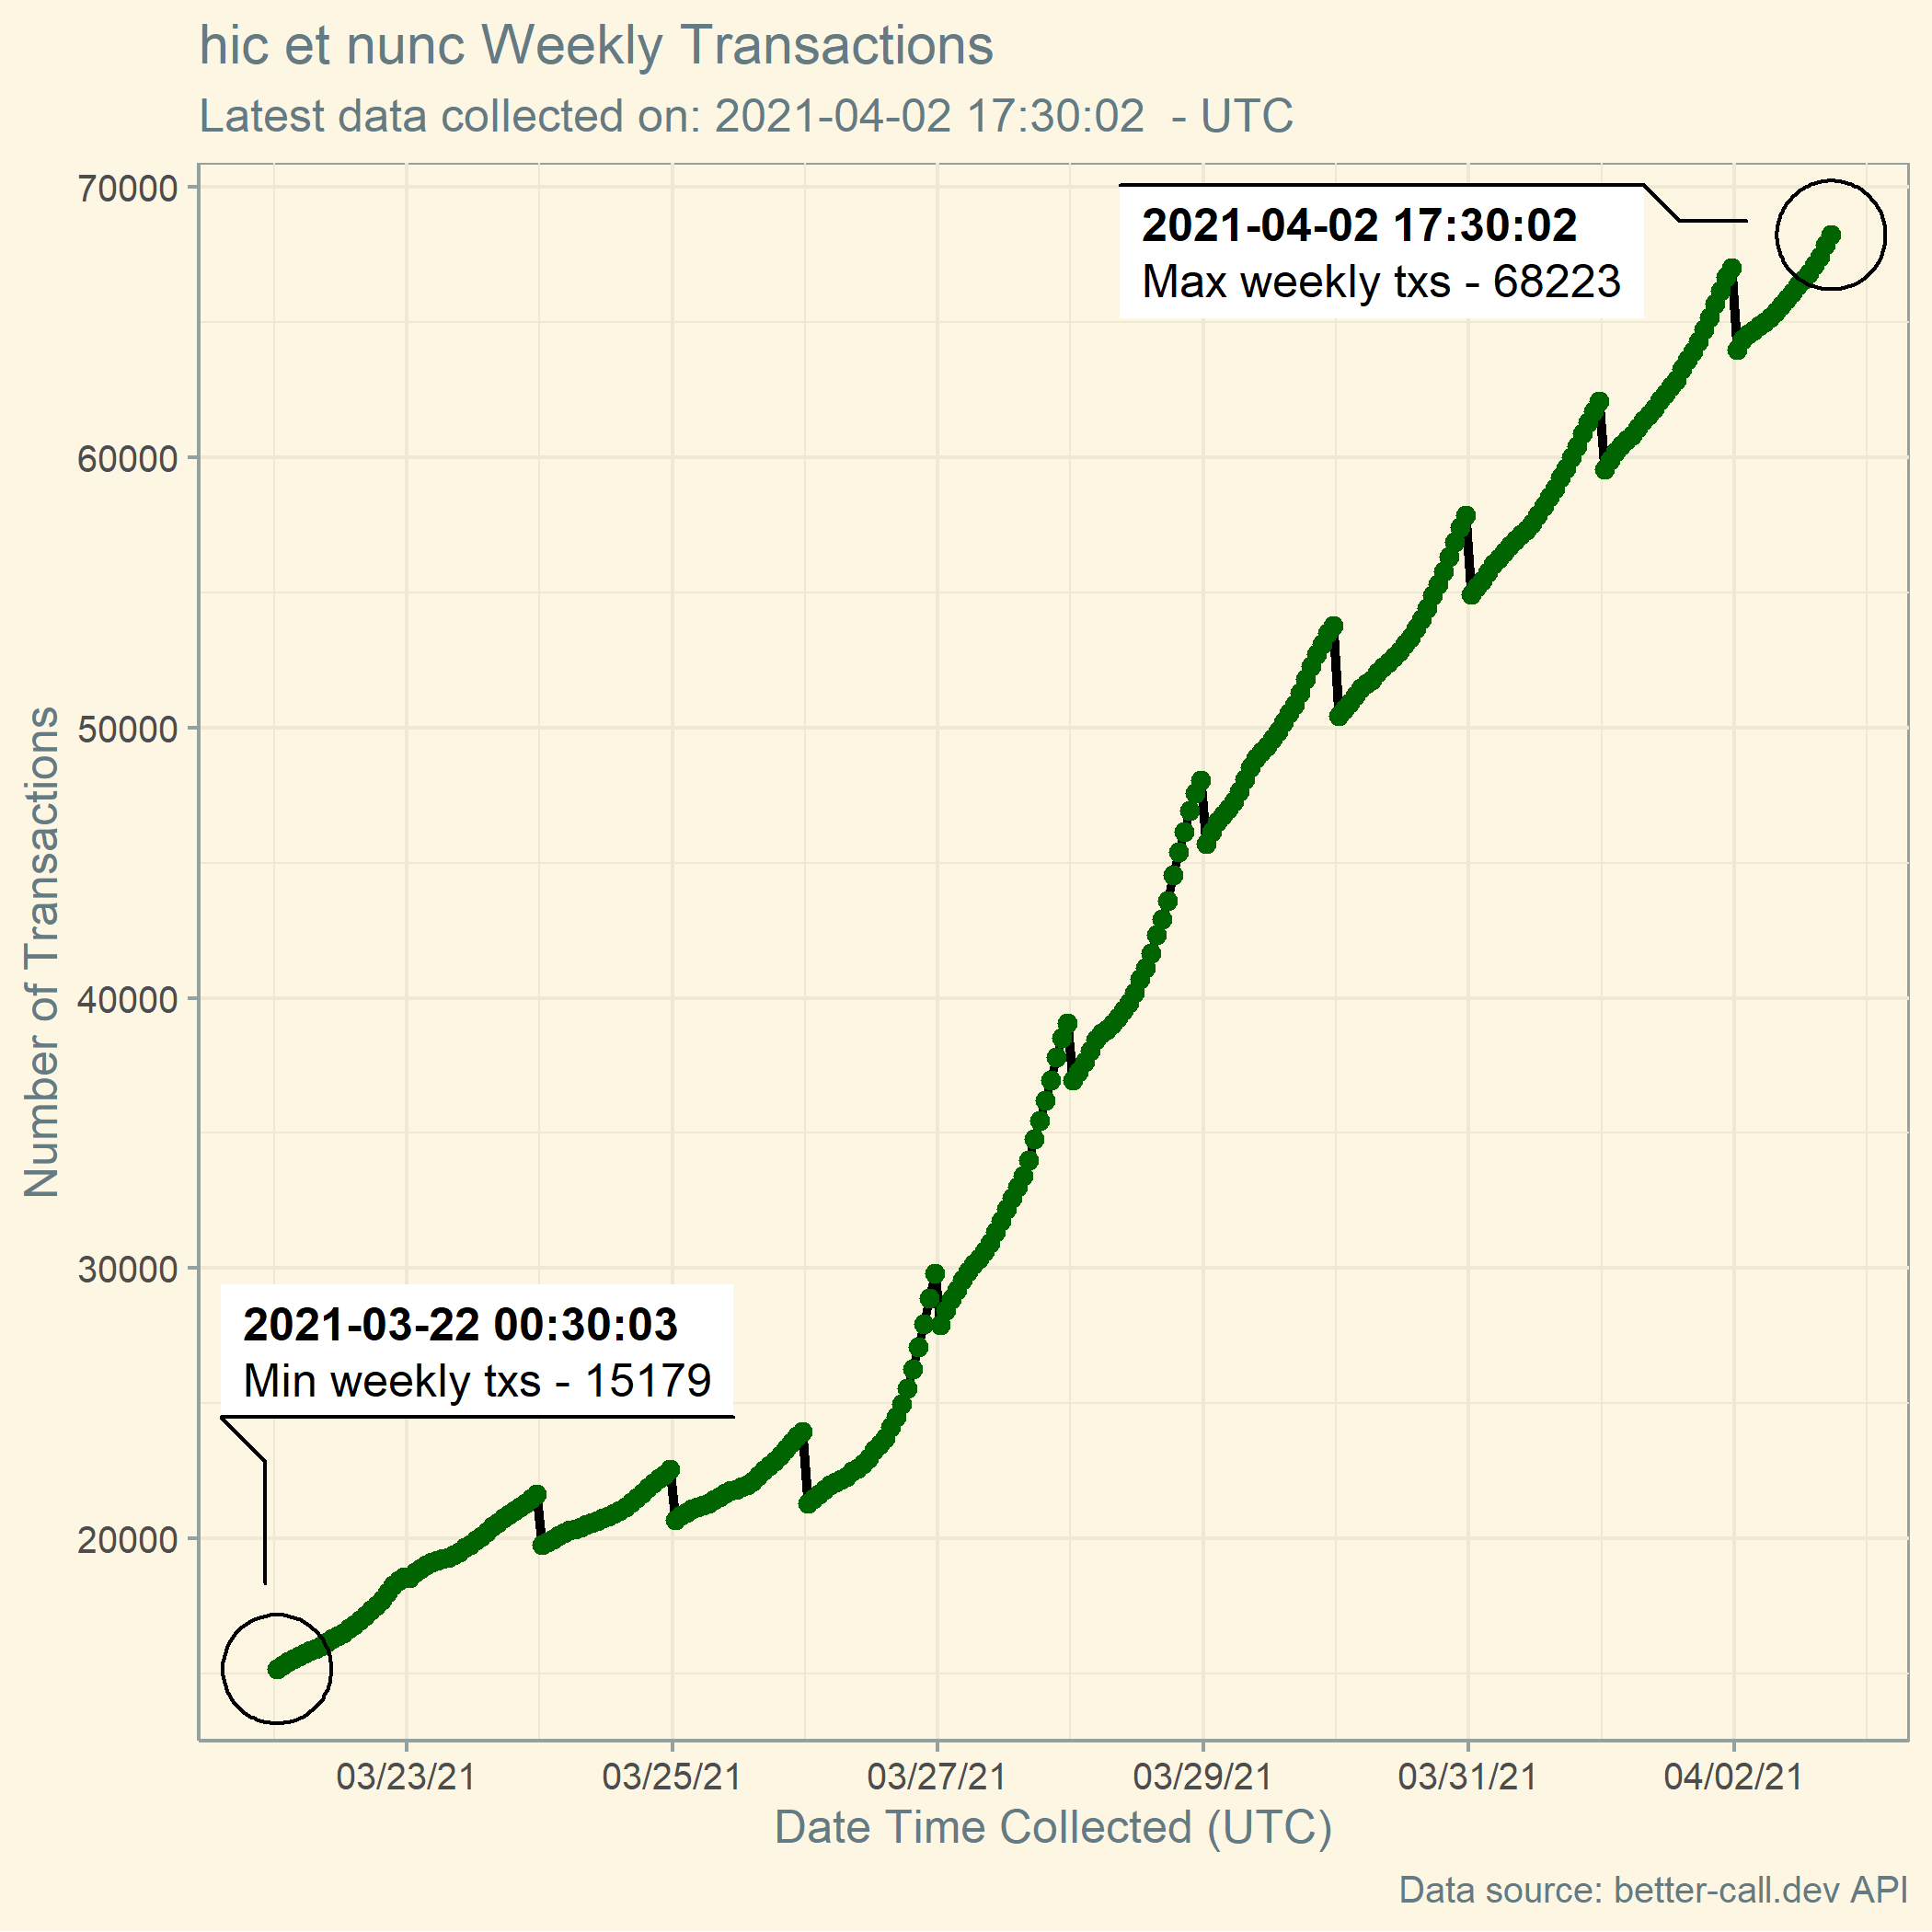 hic et nunc Weekly Transactions
Latest data collected on: 2021-04-02 17:30:02  - UTC
Number of Transactions
70000
60000
50000
40000
30000
20000
2021-04-02 17:30:02
Max weekly txs - 68223
2021-03-22 00:30:03
Min weekly txs - 15179
03/23/21 03/25/21 03/27/21 03/29/21 03/31/21 04/02/21
Date Time Collected (UTC)
Data source: better-call.dev API